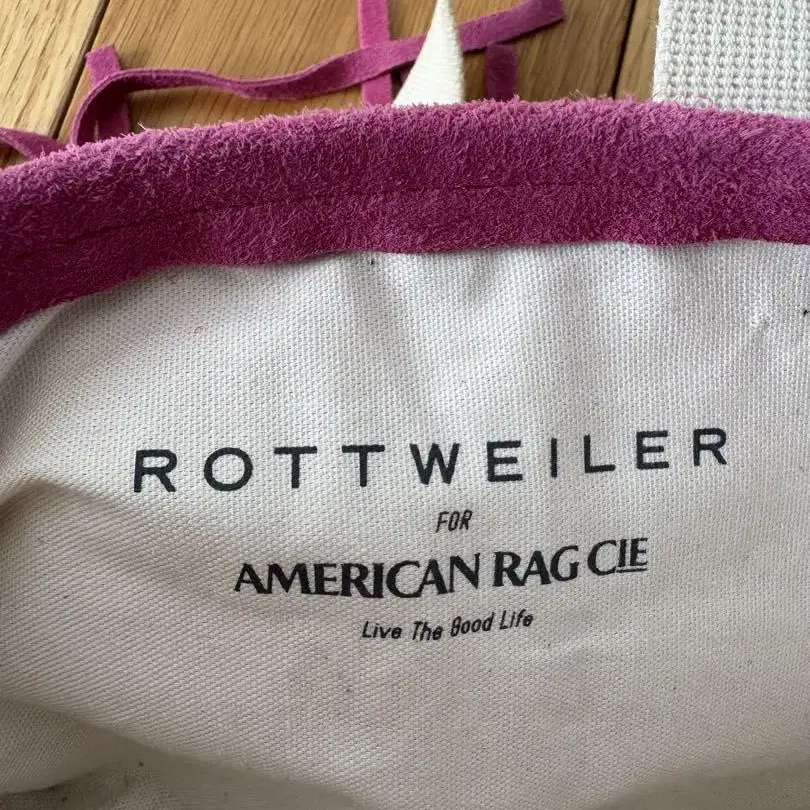 ROTTWEILER
FOR
AMERICAN RAG CIE
Live The Good Life